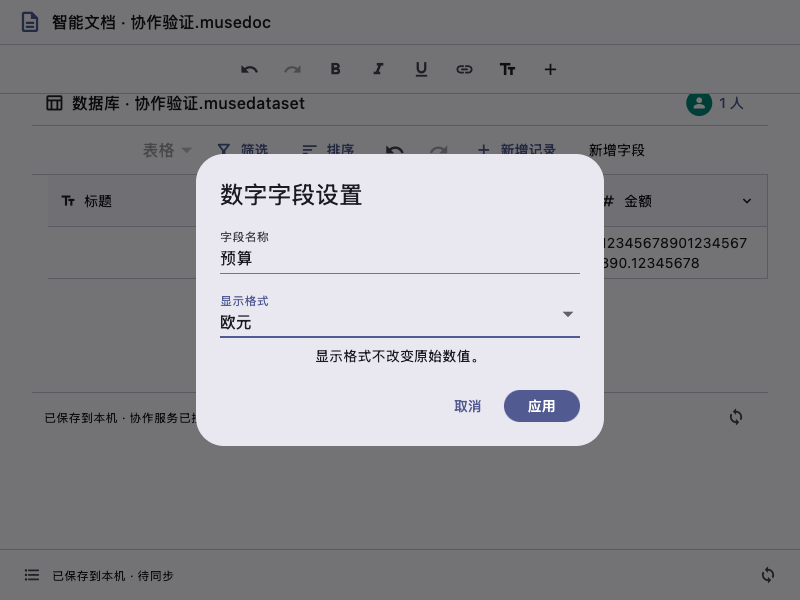 智能文档 · 协作验证.musedoc
数据库 · 协作验证.musedataset
1 人
表格
筛选
排序
新增记录
新增字段
标题
# 金额
12345678901234567
890.12345678
数字字段设置
字段名称
预算
显示格式
欧元
显示格式不改变原始数值。
取消
应用
已保存到本机 · 协作服务已
已保存到本机 · 待同步